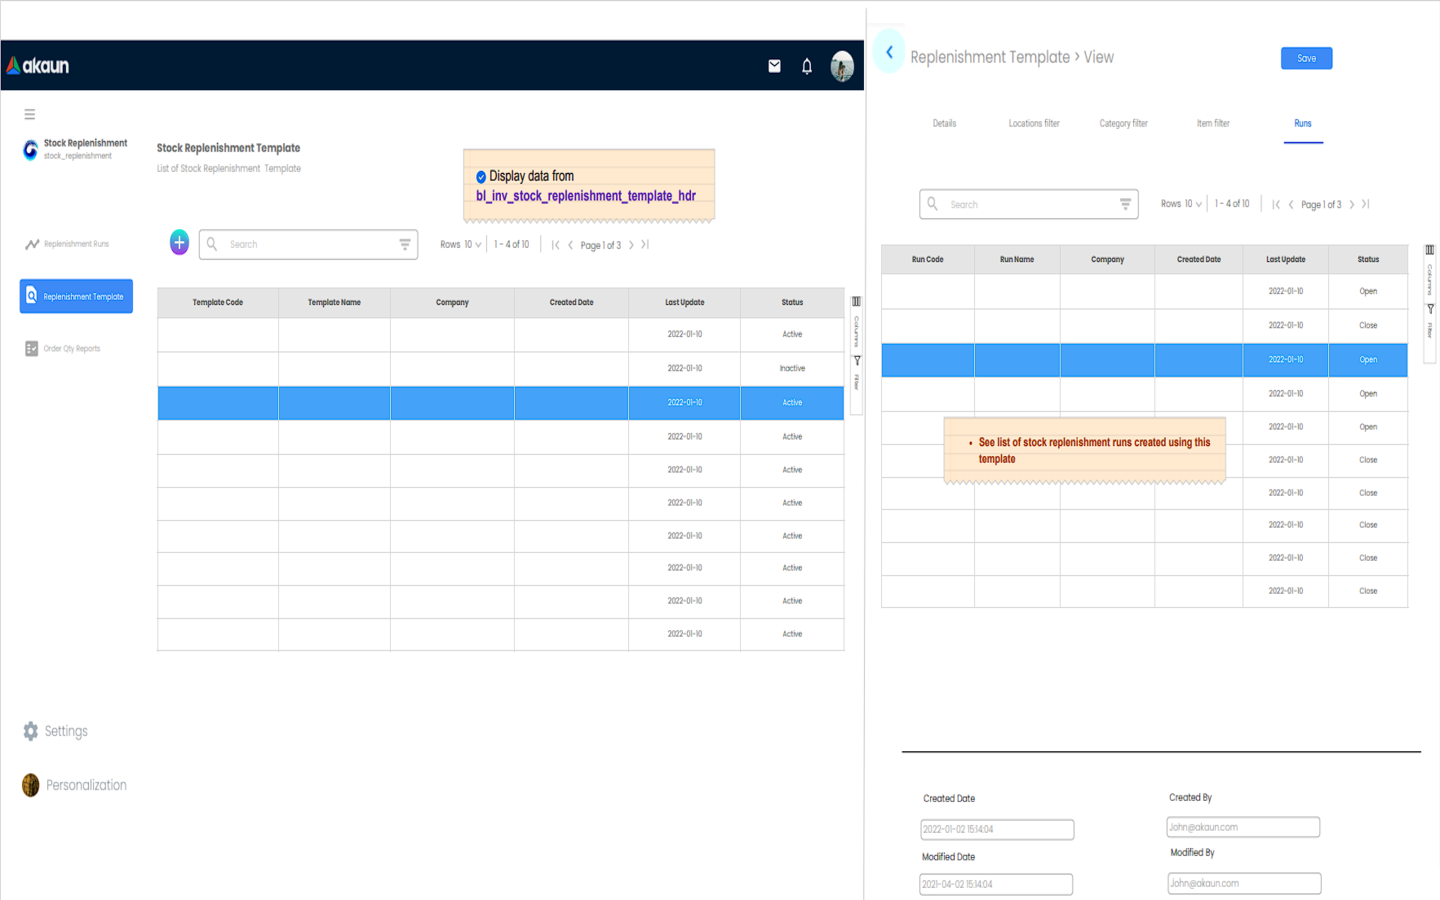 akaun
Stock Replenishment
stock_replenishment
Replenishment Runs
Replenishment Template
Order Qty Reports
Settings
Personalization
Stock Replenishment Template
List of Stock Replenishment Template
Display data from
bl_inv_stock_replenishment_template_hdr
Search
Rows 10
1 - 4 of 10
Page 1 of 3
Template Code Template Name Company Created Date Last Update Status
2022-01-10 Active
2022-01-10 Inactive
2022-01-10 Active
2022-01-10 Active
2022-01-10 Active
2022-01-10 Active
2022-01-10 Active
2022-01-10 Active
2022-01-10 Active
2022-01-10 Active
Columns
Filter
Replenishment Template > View
Save
Details Locations filter Category filter Item filter Runs
Search
Rows 10
1 - 4 of 10
Page 1 of 3
Run Code Run Name Company Created Date Last Update Status
2022-01-10 Open
2022-01-10 Close
2022-01-10 Open
2022-01-10 Open
2022-01-10 Open
2022-01-10 Close
2022-01-10 Close
2022-01-10 Close
2022-01-10 Close
2022-01-10 Close
Columns
Filter
• See list of stock replenishment runs created using this
template
Created Date Created By
2022-01-02 15:14:04 John@akaun.com
Modified Date Modified By
2021-04-02 15:14:04 John@akaun.com